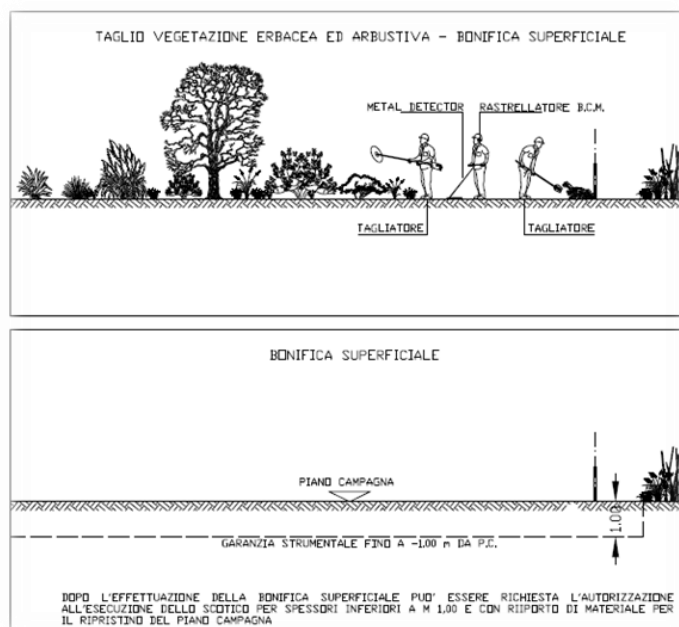 TAGLIO VEGETAZIONE ERBACEA ED ARBUSTIVA - BONIFICA SUPERFICIALE
METAL DETECTOR
RASTRELLATORE B.C.M.
TAGLIATORE
TAGLIATORE
BONIFICA SUPERFICIALE
PIANO CAMPAGNA
1.00
GARANZIA STRUMENTALE FINO A -1.00 m DA P.C.
DOPO L'EFFETTUAZIONE DELLA BONIFICA SUPERFICIALE PUO' ESSERE RICHIESTA L'AUTORIZZAZIONE
ALL'ESECUZIONE DELLO SCOTICO PER SPESSORI INFERIORI A M 1,00 E CON RIIPORTO DI MATERIALE PER
IL RIPRISTINO DEL PIANO CAMPAGNA